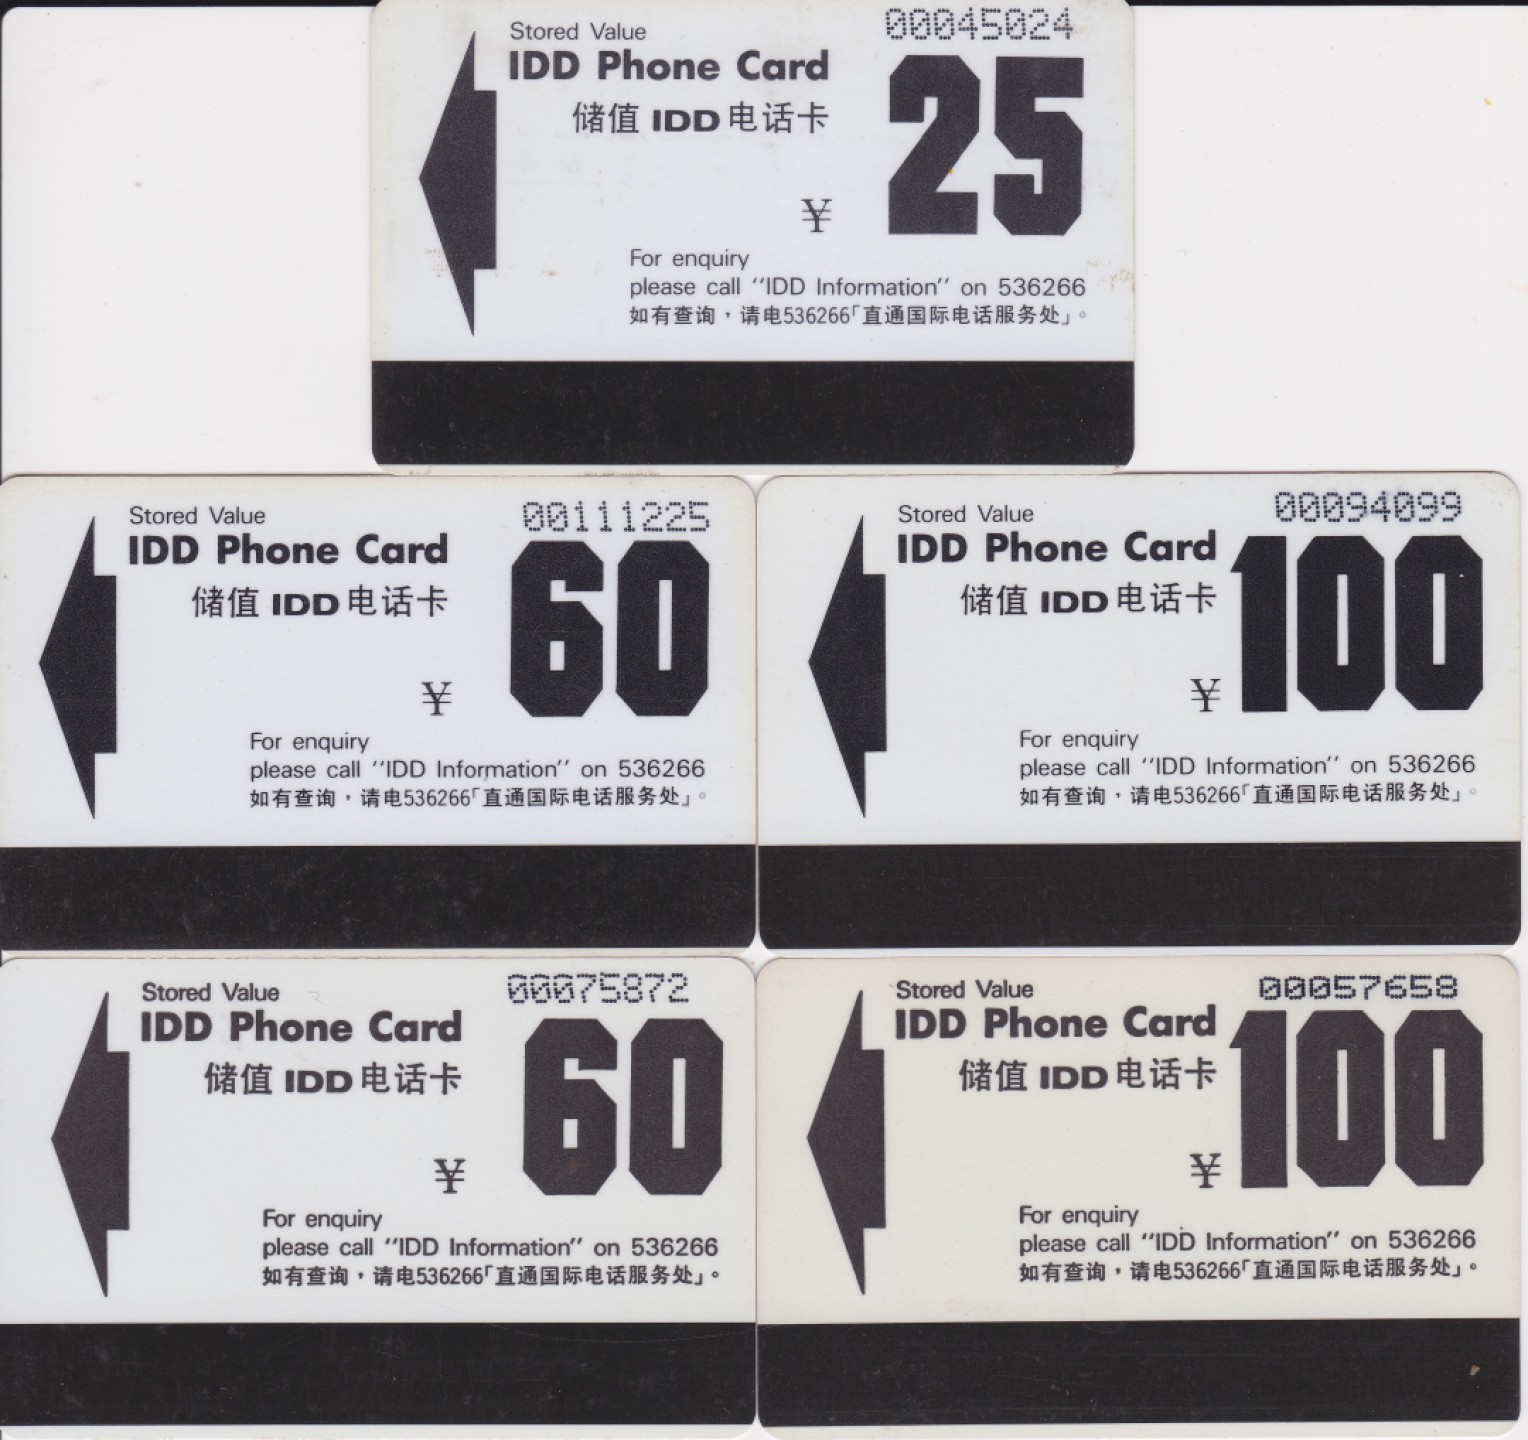 00045024
Stored Value
IDD Phone Card
储值 IDD 电话卡
¥ 25
For enquiry
please call "IDD Information" on 536266
如有查询，请电536266「直通国际电话服务处」。
00111225
Stored Value
IDD Phone Card
储值 IDD 电话卡
¥ 60
For enquiry
please call "IDD Information" on 536266
如有查询，请电536266「直通国际电话服务处」。
00094099
Stored Value
IDD Phone Card
储值 IDD 电话卡
¥ 100
For enquiry
please call "IDD Information" on 536266
如有查询，请电536266「直通国际电话服务处」。
00075872
Stored Value
IDD Phone Card
储值 IDD 电话卡
¥ 60
For enquiry
please call "IDD Information" on 536266
如有查询，请电536266「直通国际电话服务处」。
00057658
Stored Value
IDD Phone Card
储值 IDD 电话卡
¥ 100
For enquiry
please call "IDD Information" on 536266
如有查询，请电536266「直通国际电话服务处」。